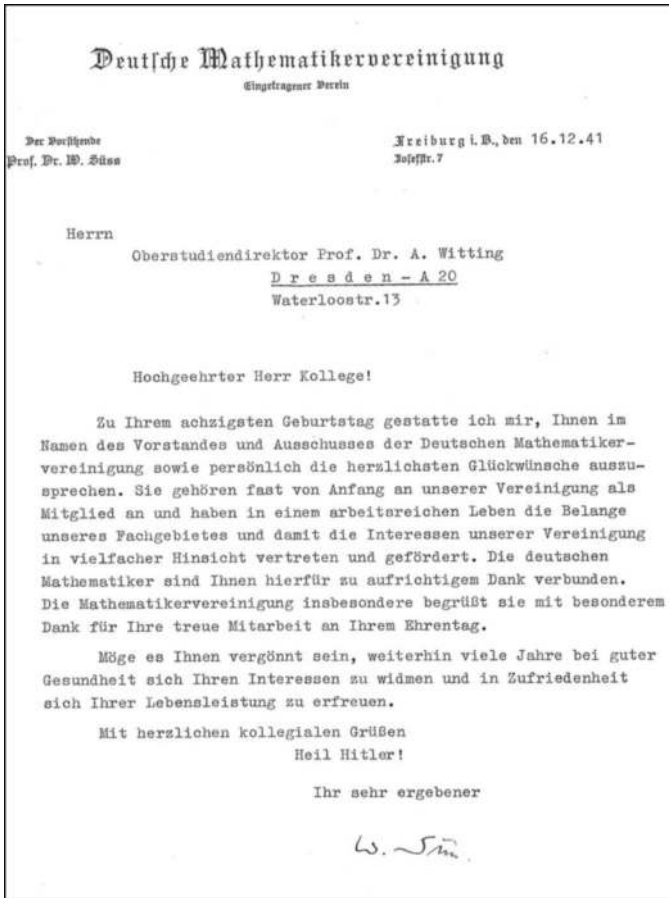 Deutsche Mathematikervereinigung
Eingetragener Verein
Der Vorsitzende
Prof. Dr. W. Süss
Freiburg i. B., den 16.12.41
Josefstr. 7
Herrn
Oberstudiendirektor Prof. Dr. A. Witting
Dresden - A 20
Waterloostr.13
Hochgeehrter Herr Kollege!
Zu Ihrem achzigsten Geburtstag gestatte ich mir, Ihnen im
Namen des Vorstandes und Ausschusses der Deutschen Mathematiker-
vereinigung sowie persönlich die herzlichsten Glückwünsche auszu-
sprechen. Sie gehören fast von Anfang an unserer Vereinigung als
Mitglied an und haben in einem arbeitsreichen Leben die Belange
unseres Fachgebietes und damit die Interessen unserer Vereinigung
in vielfacher Hinsicht vertreten und gefördert. Die deutschen
Mathematiker sind Ihnen hierfür zu aufrichtigem Dank verbunden.
Die Mathematikervereinigung insbesondere begrüßt sie mit besonderem
Dank für Ihre treue Mitarbeit an Ihrem Ehrentag.
Möge es Ihnen vergönnt sein, weiterhin viele Jahre bei guter
Gesundheit sich Ihren Interessen zu widmen und in Zufriedenheit
sich Ihrer Lebensleistung zu erfreuen.
Mit herzlichen kollegialen Grüßen
Heil Hitler!
Ihr sehr ergebener
W. Süss